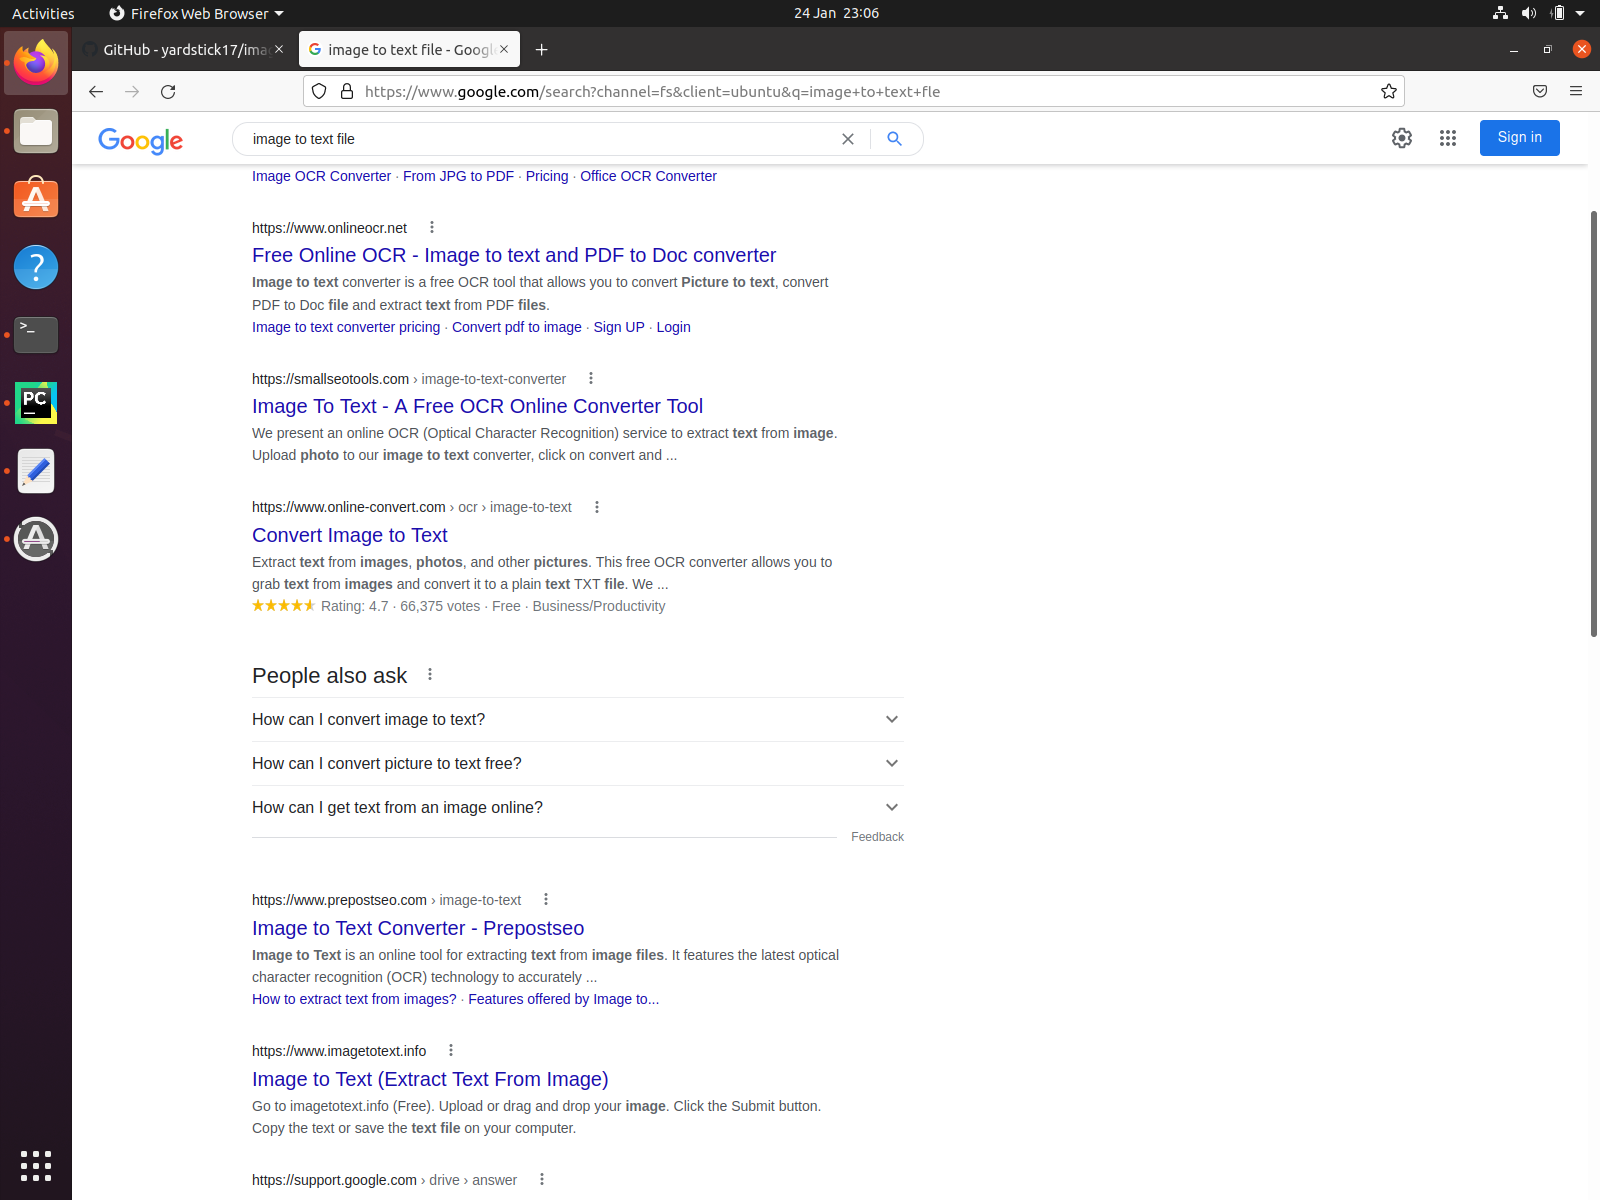 Activities
Firefox Web Browser
24 Jan 23:06
GitHub - yardstick17/ima
image to text file - Googl
https://www.google.com/search?channel=fs&client=ubuntu&q=image+to+text+fle
Google
image to text file
Sign in
Image OCR Converter · From JPG to PDF · Pricing · Office OCR Converter
https://www.onlineocr.net
Free Online OCR - Image to text and PDF to Doc converter
Image to text converter is a free OCR tool that allows you to convert Picture to text, convert
PDF to Doc file and extract text from PDF files.
Image to text converter pricing · Convert pdf to image · Sign UP · Login
https://smallseotools.com › image-to-text-converter
Image To Text - A Free OCR Online Converter Tool
We present an online OCR (Optical Character Recognition) service to extract text from image.
Upload photo to our image to text converter, click on convert and ...
https://www.online-convert.com › ocr › image-to-text
Convert Image to Text
Extract text from images, photos, and other pictures. This free OCR converter allows you to
grab text from images and convert it to a plain text TXT file. We ...
Rating: 4.7 · 66,375 votes · Free · Business/Productivity
People also ask
How can I convert image to text?
How can I convert picture to text free?
How can I get text from an image online?
Feedback
https://www.prepostseo.com › image-to-text
Image to Text Converter - Prepostseo
Image to Text is an online tool for extracting text from image files. It features the latest optical
character recognition (OCR) technology to accurately ...
How to extract text from images? · Features offered by Image to...
https://www.imagetotext.info
Image to Text (Extract Text From Image)
Go to imagetotext.info (Free). Upload or drag and drop your image. Click the Submit button.
Copy the text or save the text file on your computer.
https://support.google.com › drive › answer
PC